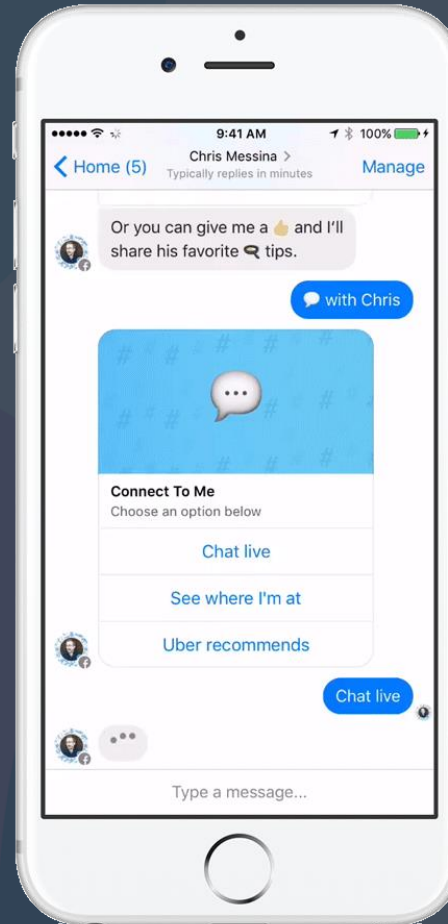 9:41 AM 100%
Home (5) Chris Messina > Manage
Typically replies in minutes
Or you can give me a 👍🏼 and I'll
share his favorite 🍳 tips.
💬 with Chris
Connect To Me
Choose an option below
Chat live
See where I'm at
Uber recommends
Chat live
Type a message...